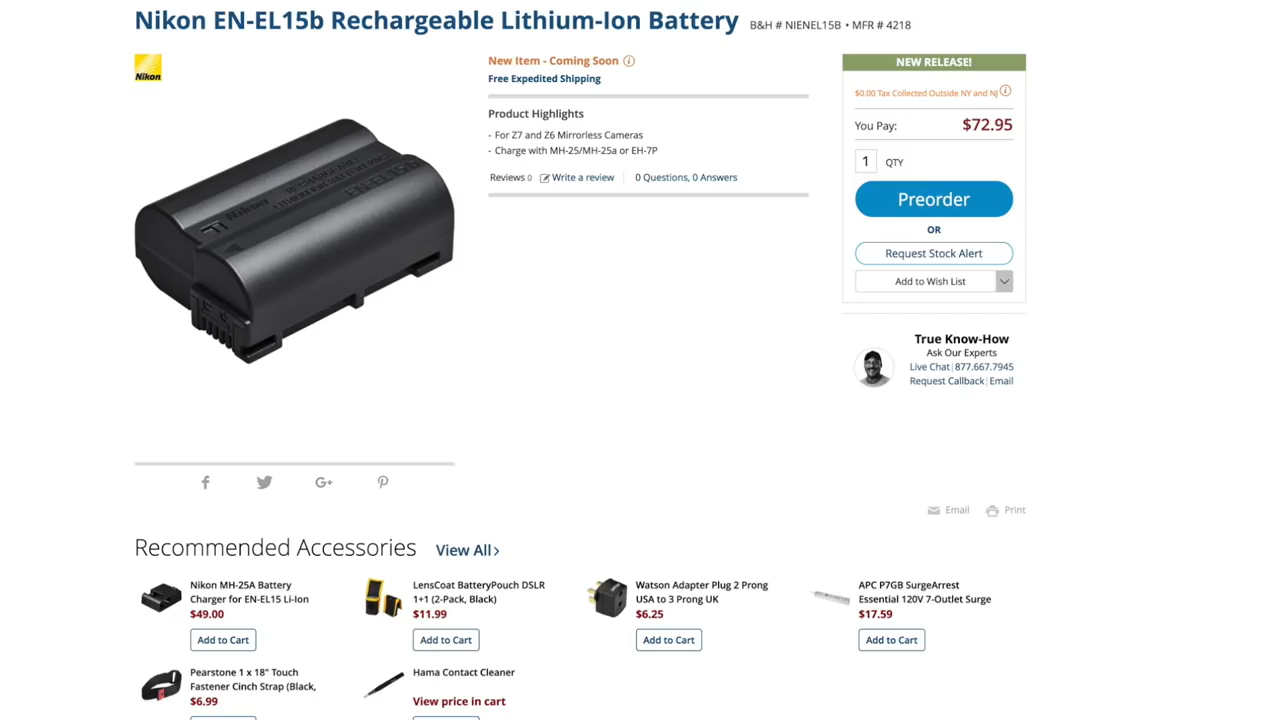 Nikon EN-EL15b Rechargeable Lithium-Ion Battery B&H # NIENEL15B • MFR # 4218
Nikon
New Item - Coming Soon
Free Expedited Shipping
Product Highlights
- For Z7 and Z6 Mirrorless Cameras
- Charge with MH-25/MH-25a or EH-7P
Reviews 0 Write a review 0 Questions, 0 Answers
NEW RELEASE!
$0.00 Tax Collected Outside NY and NJ
You Pay: $72.95
1 QTY
Preorder
OR
Request Stock Alert
Add to Wish List
True Know-How
Ask Our Experts
Live Chat | 877.667.7945
Request Callback | Email
Nikon
RECHARGEABLE
LITHIUM-ION BATTERY PACK
EN-EL15b
Email Print
Recommended Accessories View All >
Nikon MH-25A Battery
Charger for EN-EL15 Li-Ion
$49.00
Add to Cart
LensCoat BatteryPouch DSLR
1+1 (2-Pack, Black)
$11.99
Add to Cart
Watson Adapter Plug 2 Prong
USA to 3 Prong UK
$6.25
Add to Cart
APC P7GB SurgeArrest
Essential 120V 7-Outlet Surge
$17.59
Add to Cart
Pearstone 1 x 18" Touch
Fastener Cinch Strap (Black,
$6.99
Hama Contact Cleaner
View price in cart